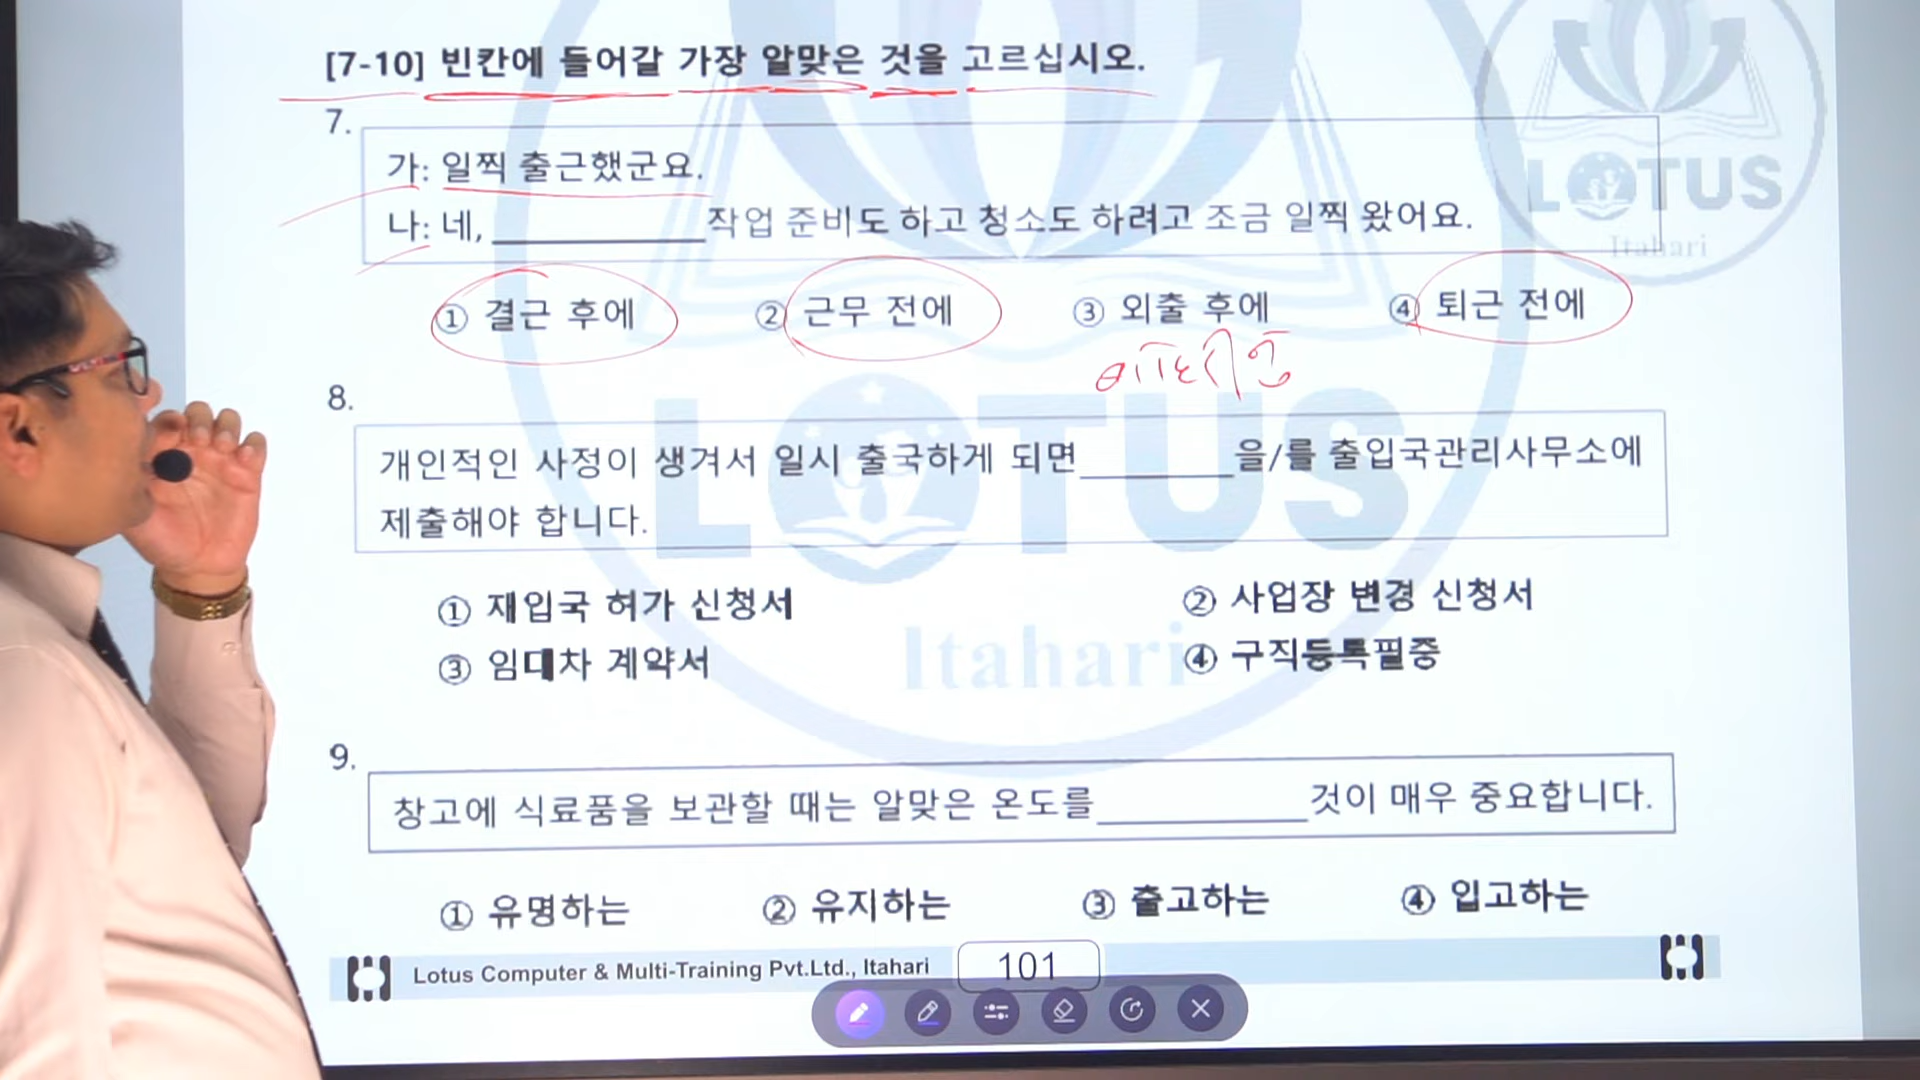 [7-10] 빈칸에 들어갈 가장 알맞은 것을 고르십시오.
7.
가: 일찍 출근했군요.
나: 네, ____________ 작업 준비도 하고 청소도 하려고 조금 일찍 왔어요.
① 결근 후에 ② 근무 전에 ③ 외출 후에 ④ 퇴근 전에
8.
개인적인 사정이 생겨서 일시 출국하게 되면 __________ 을/를 출입국관리사무소에
제출해야 합니다.
① 재입국 허가 신청서 ② 사업장 변경 신청서
③ 임대차 계약서 ④ 구직등록필증
9.
창고에 식료품을 보관할 때는 알맞은 온도를 ____________ 것이 매우 중요합니다.
① 유명하는 ② 유지하는 ③ 출고하는 ④ 입고하는
Lotus Computer & Multi-Training Pvt.Ltd., Itahari 101
LOTUS
Itahari
LOTUS
Itahari